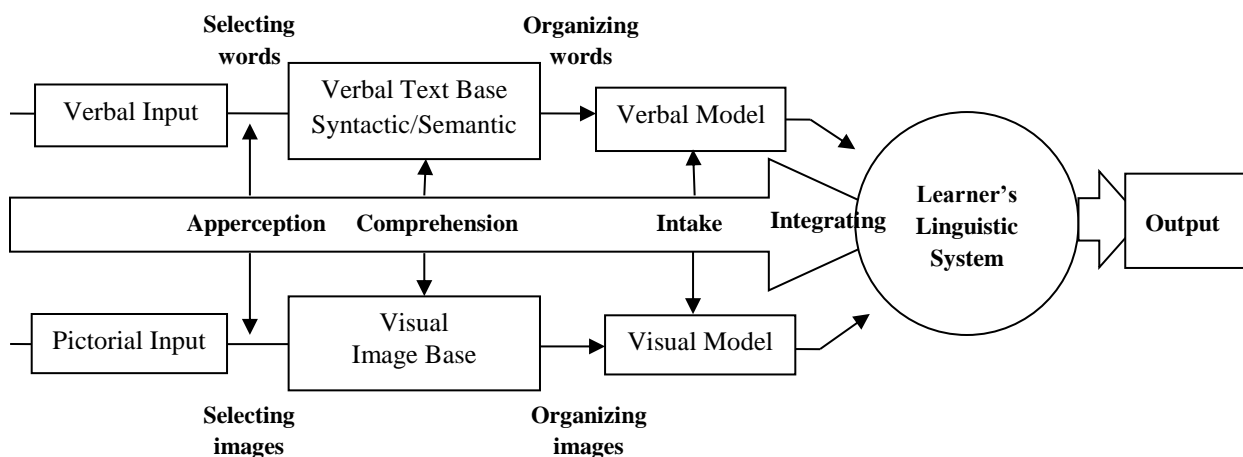 Selecting
words
Organizing
words
Verbal Input
Verbal Text Base
Syntactic/Semantic
Verbal Model
Apperception
Comprehension
Intake
Integrating
Learner’s
Linguistic
System
Output
Pictorial Input
Visual
Image Base
Visual Model
Selecting
images
Organizing
images